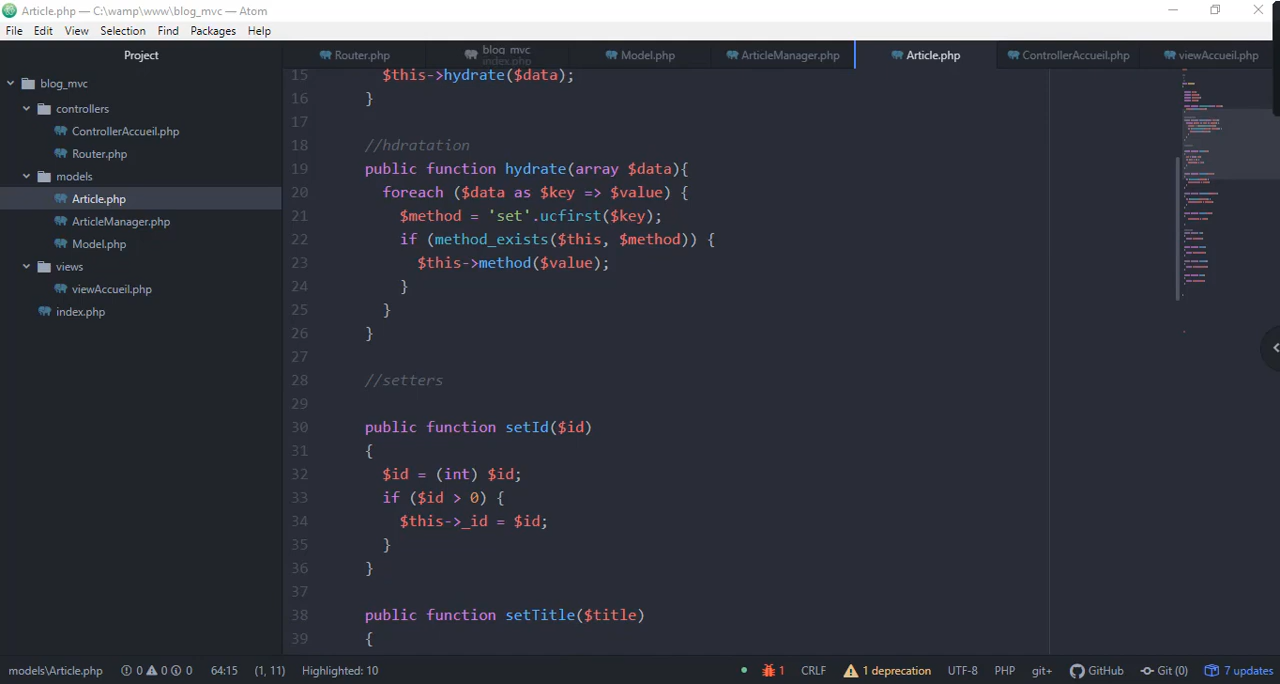 Article.php — C:\wamp\www\blog_mvc — Atom
File Edit View Selection Find Packages Help
Project
Router.php
blog_mvc
index.php
Model.php
ArticleManager.php
Article.php
ControllerAccueil.php
viewAccueil.php
blog_mvc
controllers
ControllerAccueil.php
Router.php
models
Article.php
ArticleManager.php
Model.php
views
viewAccueil.php
index.php
15 $this->hydrate($data);
16 }
17
18 //hdratation
19 public function hydrate(array $data){
20 foreach ($data as $key => $value) {
21 $method = 'set'.ucfirst($key);
22 if (method_exists($this, $method)) {
23 $this->method($value);
24 }
25 }
26 }
27
28 //setters
29
30 public function setId($id)
31 {
32 $id = (int) $id;
33 if ($id > 0) {
34 $this->_id = $id;
35 }
36 }
37
38 public function setTitle($title)
39 {
models\Article.php 0 0 0 64:15 (1, 11) Highlighted: 10 1 CRLF 1 deprecation UTF-8 PHP git+ GitHub Git (0) 7 updates